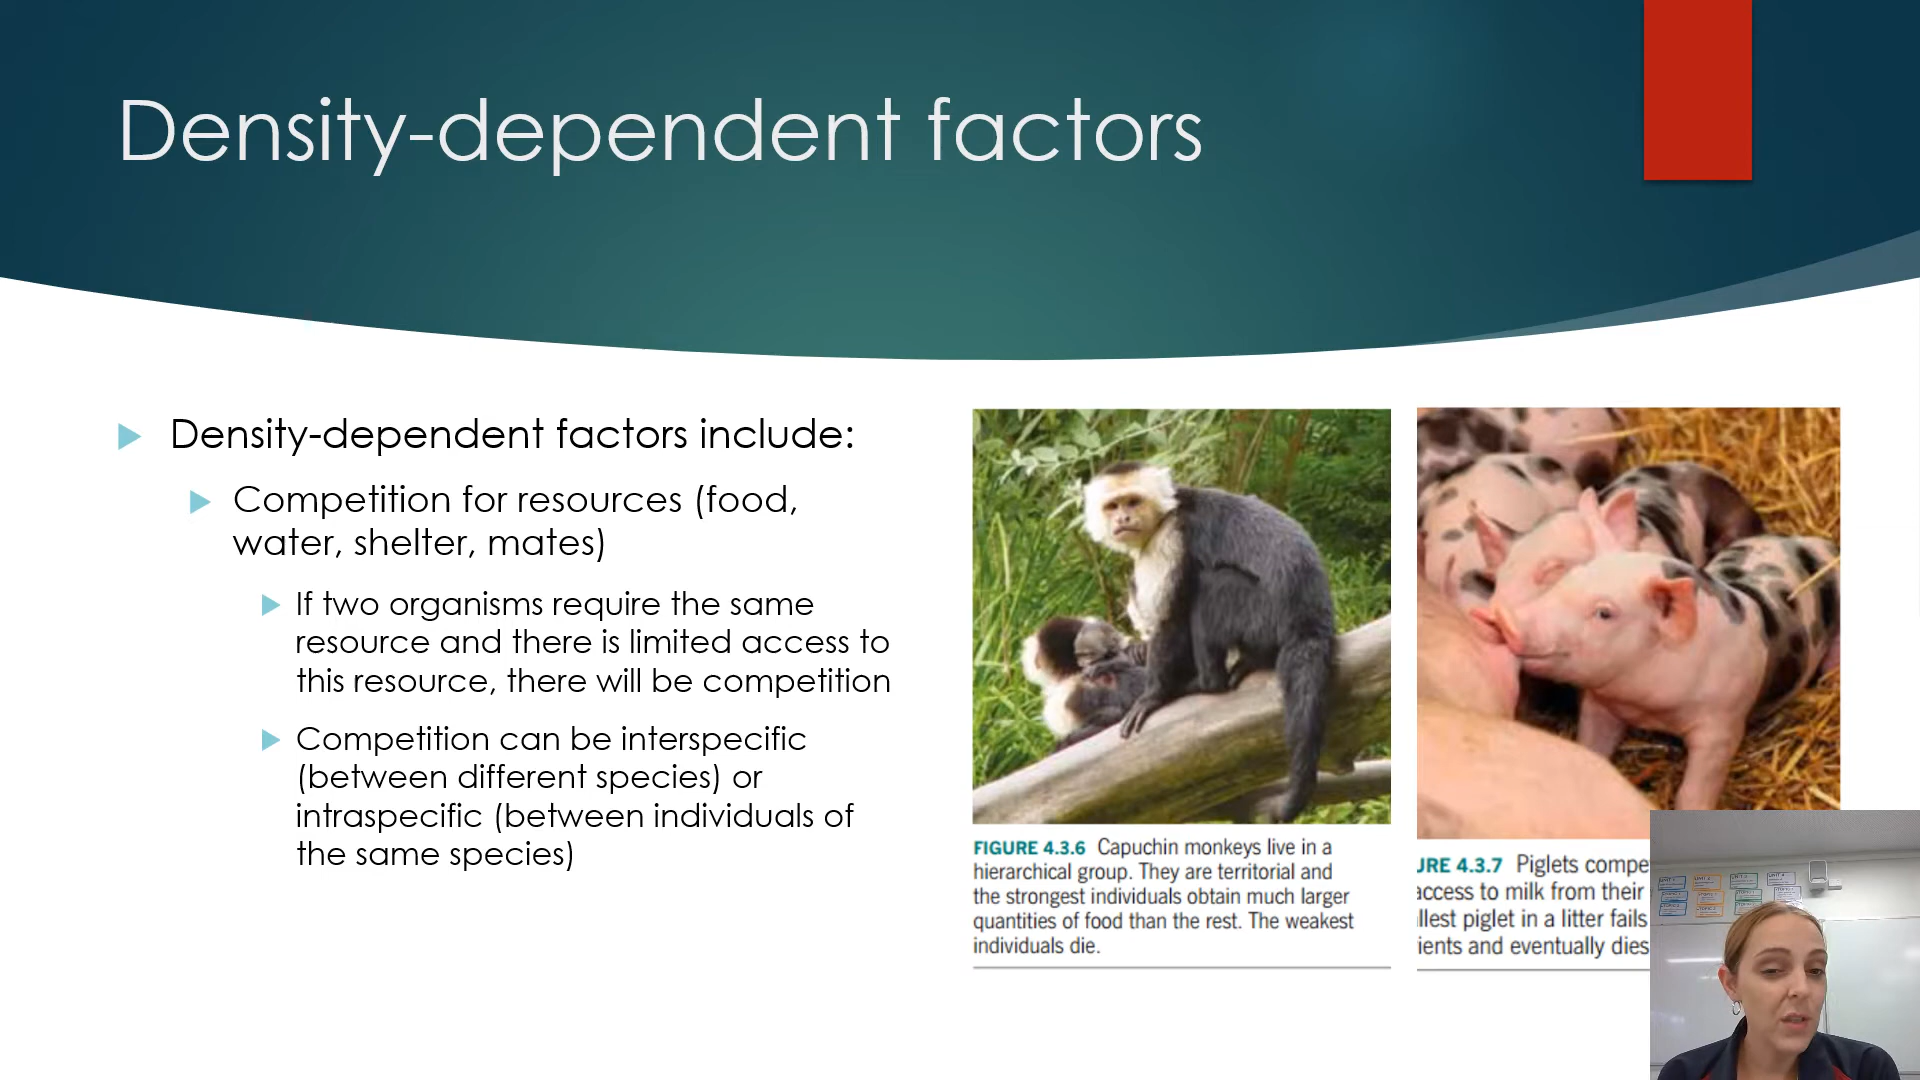 Density-dependent factors
Density-dependent factors include:
Competition for resources (food,
water, shelter, mates)
If two organisms require the same
resource and there is limited access to
this resource, there will be competition
Competition can be interspecific
(between different species) or
intraspecific (between individuals of
the same species)
FIGURE 4.3.6 Capuchin monkeys live in a
hierarchical group. They are territorial and
the strongest individuals obtain much larger
quantities of food than the rest. The weakest
individuals die.
4.3.7 Piglets
access to milk from their
piglet in a litter fails
and eventually dies